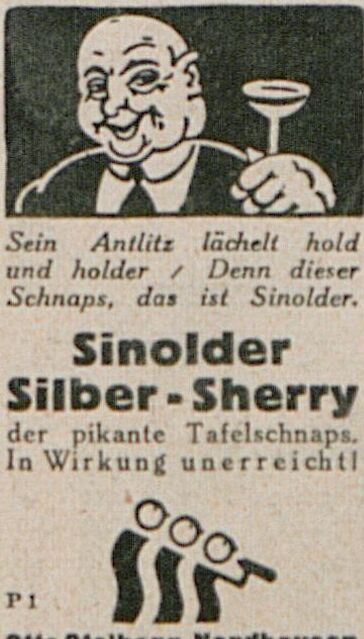 Sein Antlitz lächelt hold
und holder / Denn dieser
Schnaps, das ist Sinolder.
Sinolder
Silber-Sherry
der pikante Tafelschnaps.
In Wirkung unerreicht!
P 1